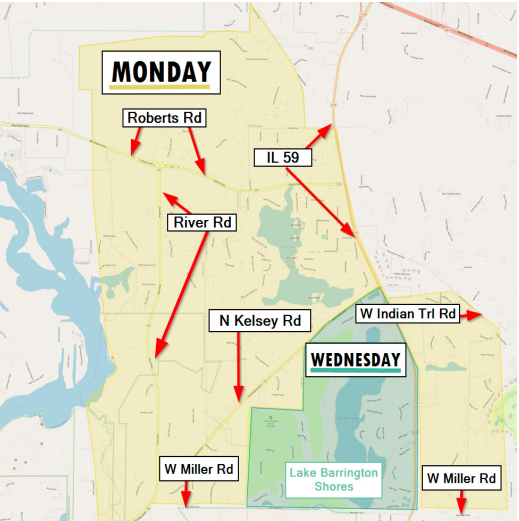 MONDAY
Roberts Rd
IL 59
River Rd
N Kelsey Rd
W Indian Trl Rd
WEDNESDAY
W Miller Rd
Lake Barrington
Shores
W Miller Rd